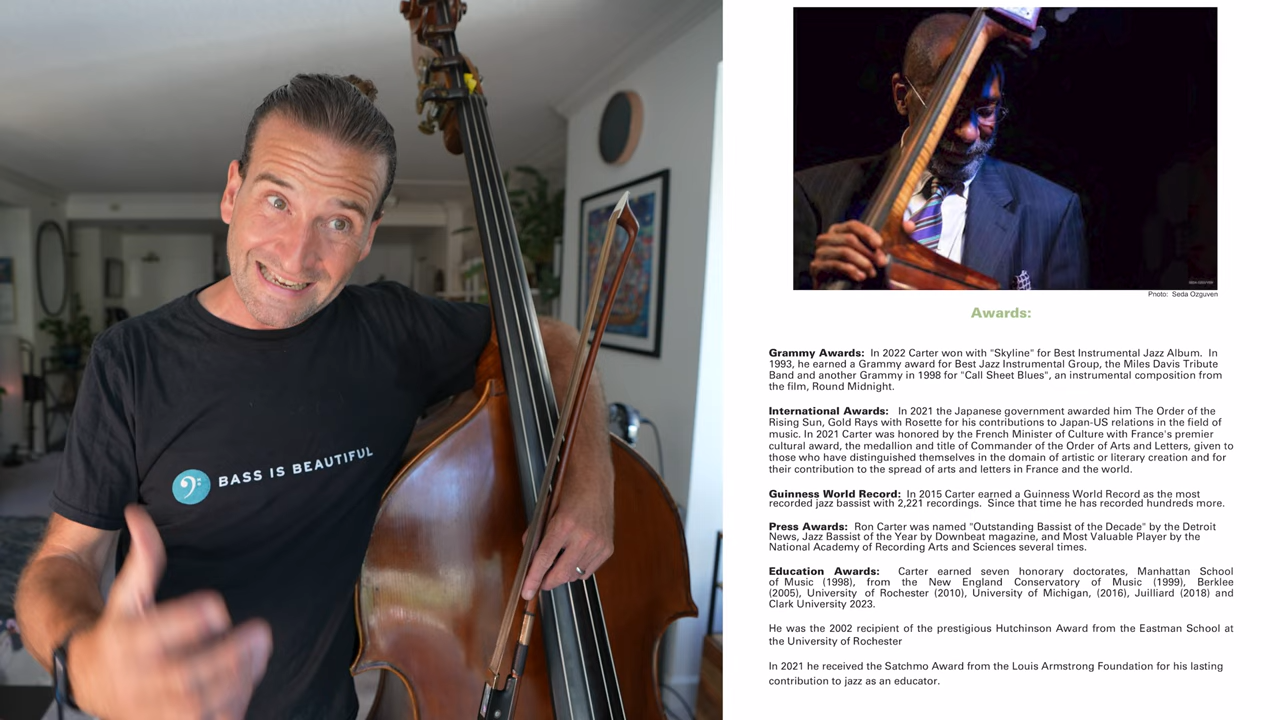 BASS IS BEAUTIFUL
Photo: Seda Ozguven
Awards:
Grammy Awards: In 2022 Carter won with "Skyline" for Best Instrumental Jazz Album. In
1993, he earned a Grammy award for Best Jazz Instrumental Group, the Miles Davis Tribute
Band and another Grammy in 1998 for "Call Sheet Blues", an instrumental composition from
the film, Round Midnight.
International Awards: In 2021 the Japanese government awarded him The Order of the
Rising Sun, Gold Rays with Rosette for his contributions to Japan-US relations in the field of
music. In 2021 Carter was honored by the French Minister of Culture with France's premier
cultural award, the medallion and title of Commander of the Order of Arts and Letters, given to
those who have distinguished themselves in the domain of artistic or literary creation and for
their contribution to the spread of arts and letters in France and the world.
Guinness World Record: In 2015 Carter earned a Guinness World Record as the most
recorded jazz bassist with 2,221 recordings. Since that time he has recorded hundreds more.
Press Awards: Ron Carter was named "Outstanding Bassist of the Decade" by the Detroit
News, Jazz Bassist of the Year by Downbeat magazine, and Most Valuable Player by the
National Academy of Recording Arts and Sciences several times.
Education Awards: Carter earned seven honorary doctorates, Manhattan School
of Music (1998), from the New England Conservatory of Music (1999), Berklee
(2005), University of Rochester (2010), University of Michigan, (2016), Juilliard (2018) and
Clark University 2023.
He was the 2002 recipient of the prestigious Hutchinson Award from the Eastman School at
the University of Rochester
In 2021 he received the Satchmo Award from the Louis Armstrong Foundation for his lasting
contribution to jazz as an educator.